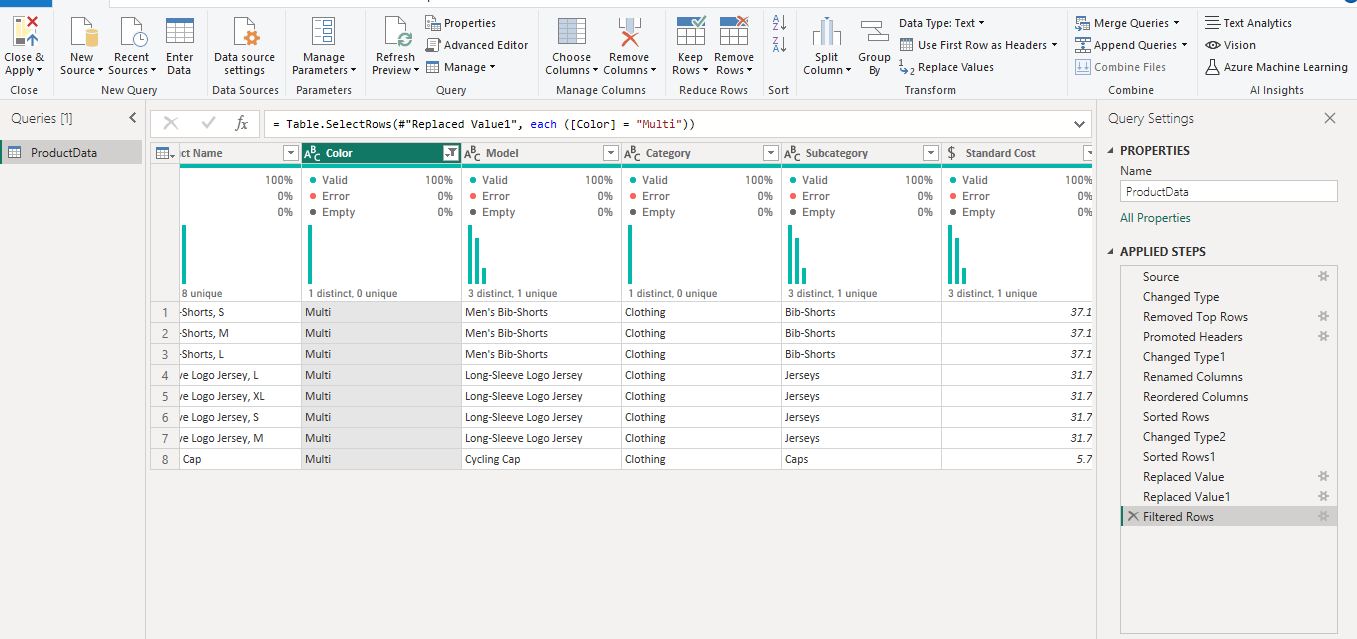 Close & Apply
New Source
Recent Sources
Enter Data
Data source settings
Manage Parameters
Refresh Preview
Properties
Advanced Editor
Manage
Choose Columns
Remove Columns
Keep Rows
Remove Rows
Split Column
Group By
Data Type: Text
Use First Row as Headers
Replace Values
Merge Queries
Append Queries
Combine Files
Text Analytics
Vision
Azure Machine Learning
Close
New Query
Data Sources
Parameters
Query
Manage Columns
Reduce Rows
Sort
Transform
Combine
AI Insights
Queries [1]
ProductData
fx
= Table.SelectRows(#"Replaced Value1", each ([Color] = "Multi"))
ct Name ABC Color ABC Model ABC Category ABC Subcategory $ Standard Cost
100% Valid 100% Valid 100% Valid 100% Valid 100% Valid 100%
0% Error 0% Error 0% Error 0% Error 0% Error 0%
0% Empty 0% Empty 0% Empty 0% Empty 0% Empty 0%
8 unique 1 distinct, 0 unique 3 distinct, 1 unique 1 distinct, 0 unique 3 distinct, 1 unique 3 distinct, 1 unique
1 -Shorts, S Multi Men's Bib-Shorts Clothing Bib-Shorts 37.1
2 -Shorts, M Multi Men's Bib-Shorts Clothing Bib-Shorts 37.1
3 -Shorts, L Multi Men's Bib-Shorts Clothing Bib-Shorts 37.1
4 ve Logo Jersey, L Multi Long-Sleeve Logo Jersey Clothing Jerseys 31.7
5 ve Logo Jersey, XL Multi Long-Sleeve Logo Jersey Clothing Jerseys 31.7
6 ve Logo Jersey, S Multi Long-Sleeve Logo Jersey Clothing Jerseys 31.7
7 ve Logo Jersey, M Multi Long-Sleeve Logo Jersey Clothing Jerseys 31.7
8 Cap Multi Cycling Cap Clothing Caps 5.7
Query Settings
PROPERTIES
Name
ProductData
All Properties
APPLIED STEPS
Source
Changed Type
Removed Top Rows
Promoted Headers
Changed Type1
Renamed Columns
Reordered Columns
Sorted Rows
Changed Type2
Sorted Rows1
Replaced Value
Replaced Value1
Filtered Rows